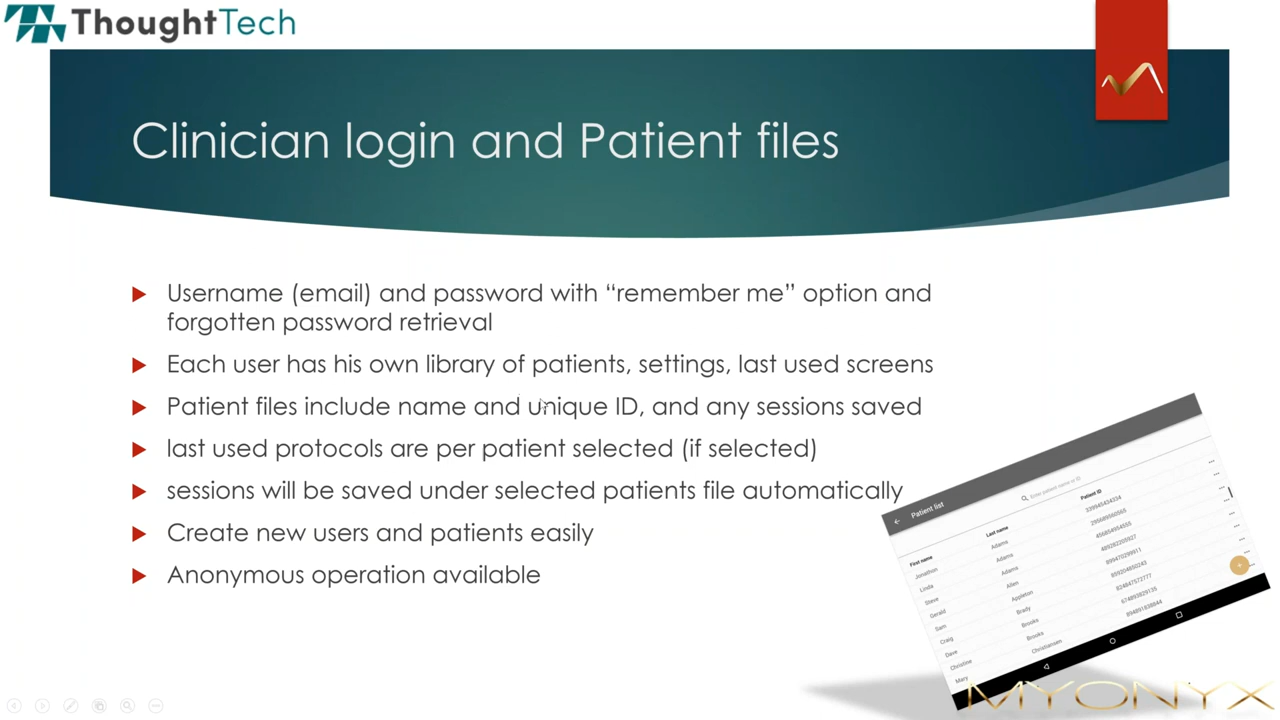 ThoughtTech
Clinician login and Patient files
Username (email) and password with “remember me” option and
forgotten password retrieval
Each user has his own library of patients, settings, last used screens
Patient files include name and unique ID, and any sessions saved
last used protocols are per patient selected (if selected)
sessions will be saved under selected patients file automatically
Create new users and patients easily
Anonymous operation available
Patient list
Enter patient name or ID
First name Last name Patient ID
Jonathon Adams
Linda Adams
Steve Adams
Gerald Allen
Sam Appleton
Craig Brady
Dave Brooks
Christine Brooks
Mary Christiansen
MYONYX